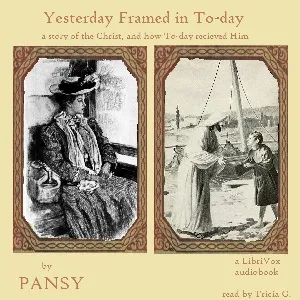 Yesterday Framed in To-day
a story of the Christ, and how To-day recieved Him
by
PANSY
a LibriVox
audiobook
read by Tricia G.